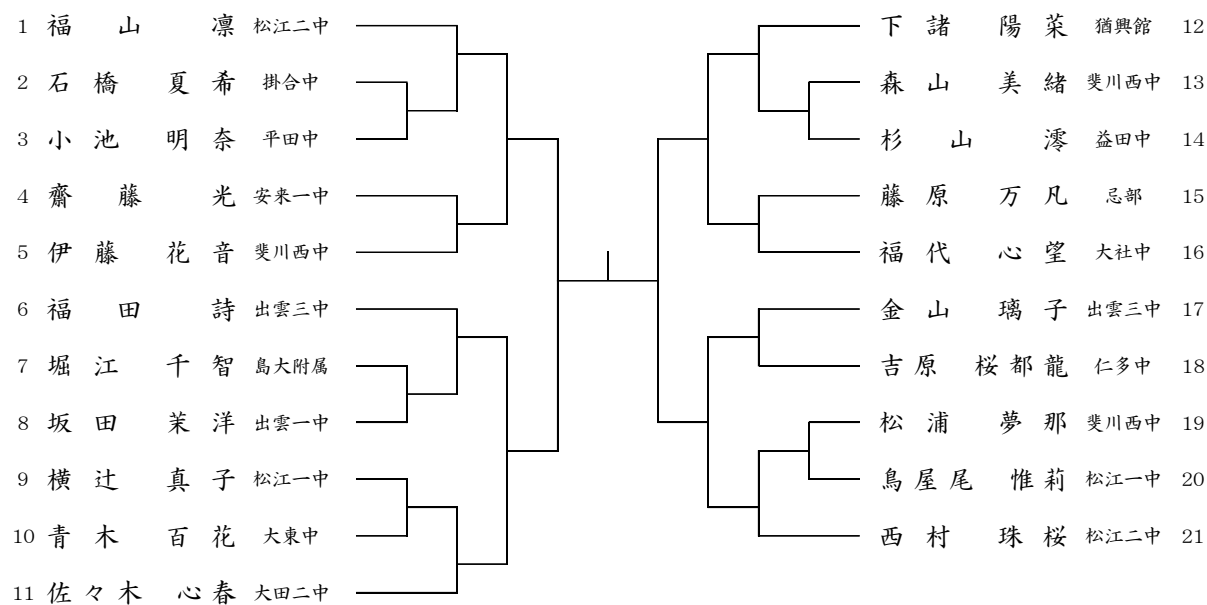 1 福山 凛 松江二中
2 石橋 夏希 掛合中
3 小池 明奈 平田中
4 齋藤 光 安来一中
5 伊藤 花音 斐川西中
6 福田 詩 出雲三中
7 堀江 千智 島大附属
8 坂田 茉洋 出雲一中
9 横辻 真子 松江一中
10 青木 百花 大東中
11 佐々木 心春 大田二中
下諸 陽菜 猶興館 12
森山 美緒 斐川西中 13
杉山 澪 益田中 14
藤原 万凡 忌部 15
福代 心望 大社中 16
金山 璃子 出雲三中 17
吉原 桜都龍 仁多中 18
松浦 夢那 斐川西中 19
鳥屋尾 惟莉 松江一中 20
西村 珠桜 松江二中 21